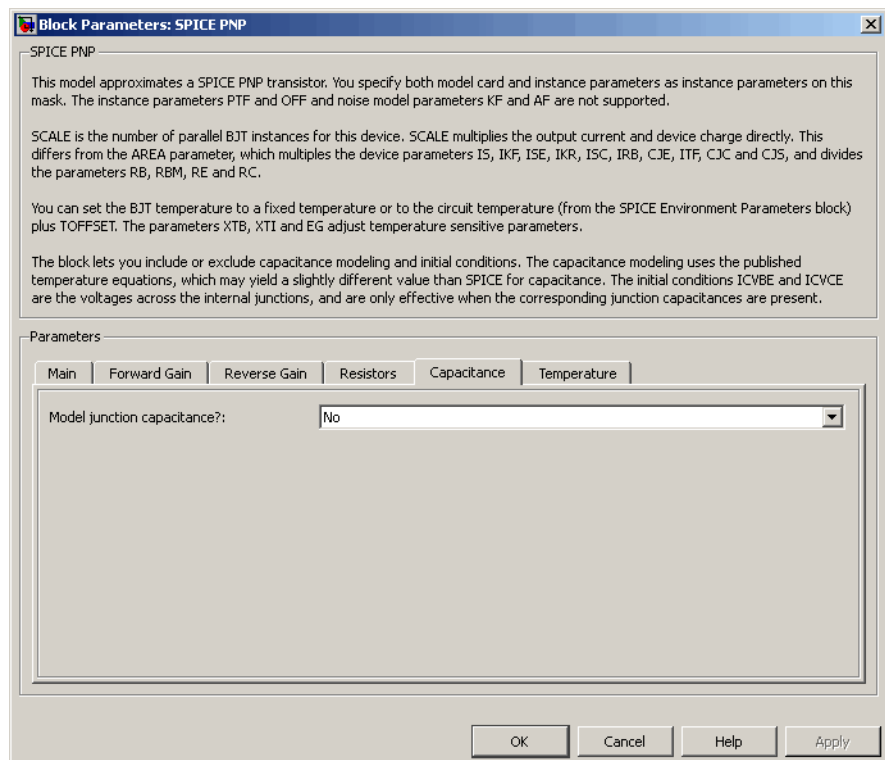 Block Parameters: SPICE PNP
SPICE PNP
This model approximates a SPICE PNP transistor. You specify both model card and instance parameters as instance parameters on this
mask. The instance parameters PTF and OFF and noise model parameters KF and AF are not supported.
SCALE is the number of parallel BJT instances for this device. SCALE multiplies the output current and device charge directly. This
differs from the AREA parameter, which multiples the device parameters IS, IKF, ISE, IKR, ISC, IRB, CJE, ITF, CJC and CJS, and divides
the parameters RB, RBM, RE and RC.
You can set the BJT temperature to a fixed temperature or to the circuit temperature (from the SPICE Environment Parameters block)
plus TOFFSET. The parameters XTB, XTI and EG adjust temperature sensitive parameters.
The block lets you include or exclude capacitance modeling and initial conditions. The capacitance modeling uses the published
temperature equations, which may yield a slightly different value than SPICE for capacitance. The initial conditions ICVBE and ICVCE
are the voltages across the internal junctions, and are only effective when the corresponding junction capacitances are present.
Parameters
Main Forward Gain Reverse Gain Resistors Capacitance Temperature
Model junction capacitance?: No
OK Cancel Help Apply